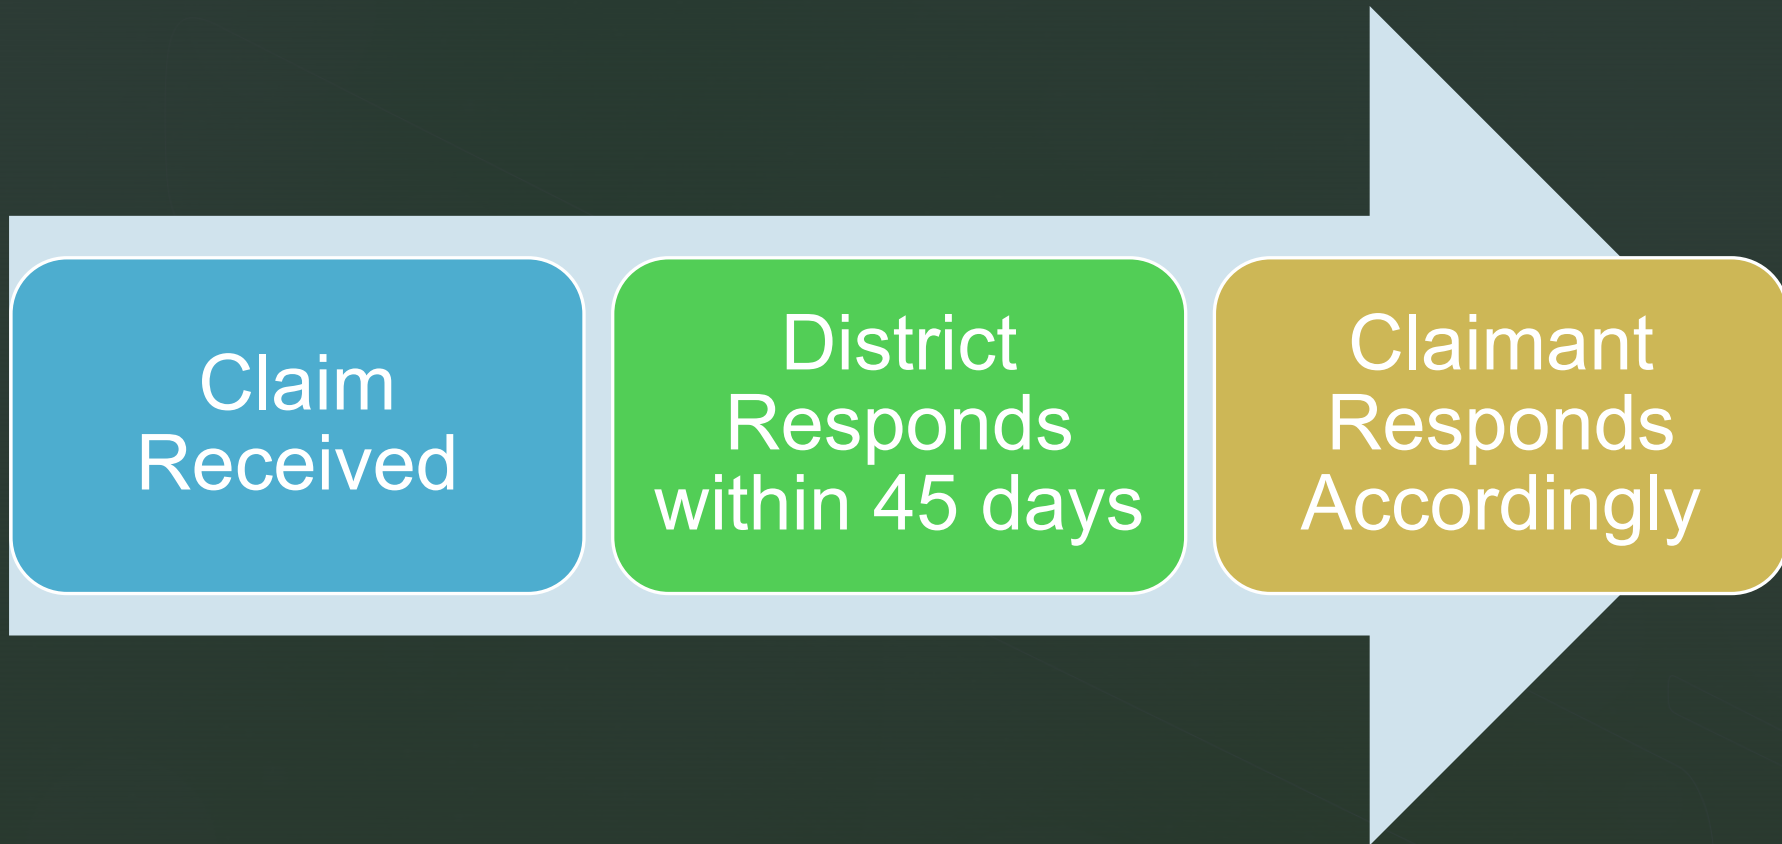 Claim
Received
District
Responds
within 45 days
Claimant
Responds
Accordingly